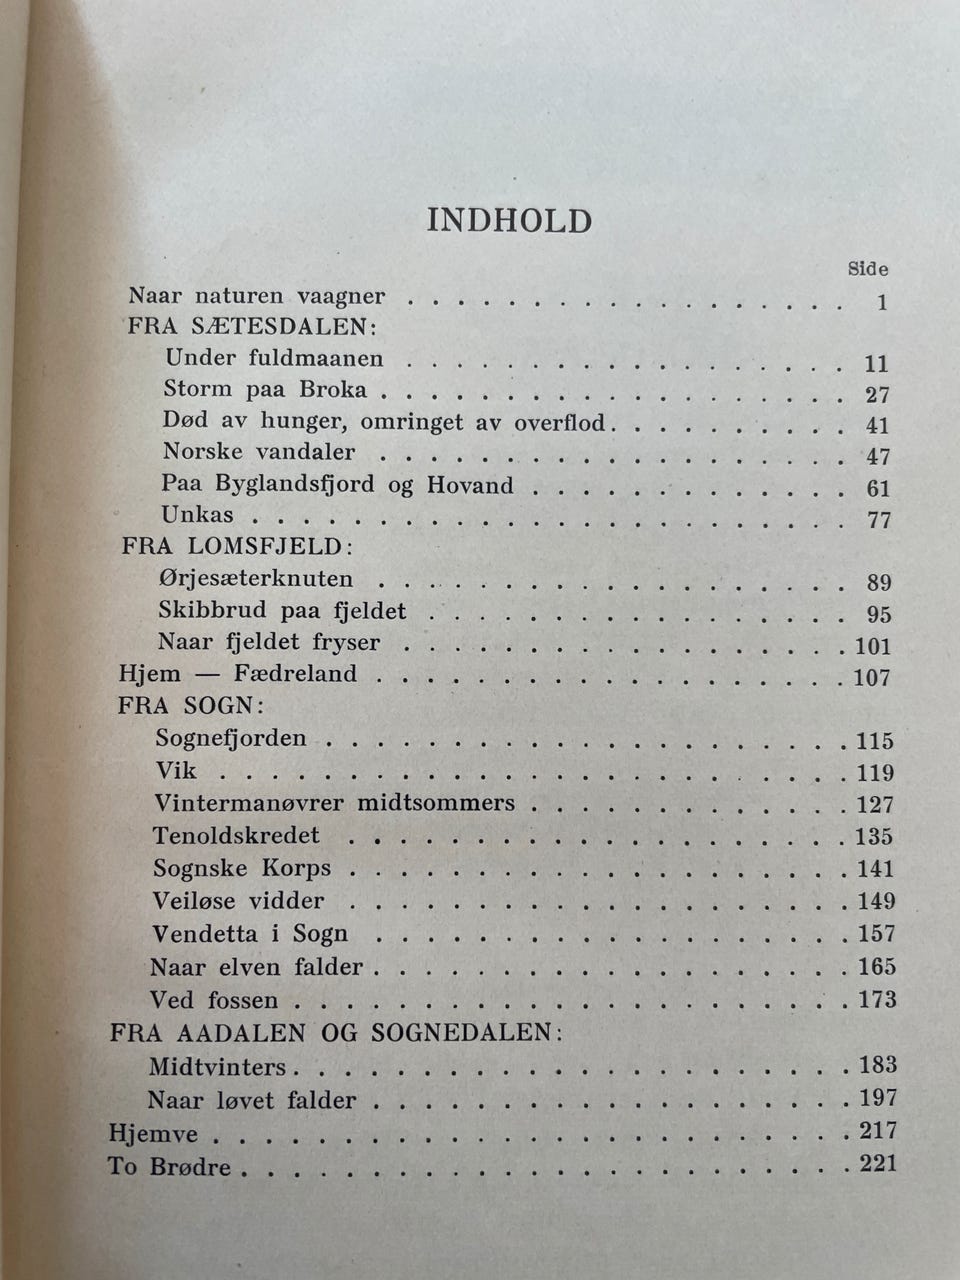 INDHOLD
Side
Naar naturen vaagner . . . . . . . . . . . . . . . . . 1
FRA SÆTESDALEN:
Under fuldmaanen . . . . . . . . . . . . . . . . . 11
Storm paa Broka . . . . . . . . . . . . . . . . . . 27
Død av hunger, omringet av overflod . . . . . . . . . . 41
Norske vandaler . . . . . . . . . . . . . . . . . . 47
Paa Byglandsfjord og Hovand . . . . . . . . . . . . . 61
Unkas . . . . . . . . . . . . . . . . . . . . . . . 77
FRA LOMSFJELD:
Ørjesæterknuten . . . . . . . . . . . . . . . . . . 89
Skibbrud paa fjeldet . . . . . . . . . . . . . . . . . 95
Naar fjeldet fryser . . . . . . . . . . . . . . . . . . 101
Hjem — Fædreland . . . . . . . . . . . . . . . . . . . 107
FRA SOGN:
Sognefjorden . . . . . . . . . . . . . . . . . . . . . 115
Vik . . . . . . . . . . . . . . . . . . . . . . . . . 119
Vintermanøvrer midtsommers . . . . . . . . . . . . . 127
Tenoldskredet . . . . . . . . . . . . . . . . . . . . 135
Sognske Korps . . . . . . . . . . . . . . . . . . . . 141
Veiløse vidder . . . . . . . . . . . . . . . . . . . . 149
Vendetta i Sogn . . . . . . . . . . . . . . . . . . . 157
Naar elven falder . . . . . . . . . . . . . . . . . . . 165
Ved fossen . . . . . . . . . . . . . . . . . . . . . . 173
FRA AADALEN OG SOGNEDALEN:
Midtvinters . . . . . . . . . . . . . . . . . . . . . . 183
Naar løvet falder . . . . . . . . . . . . . . . . . . . 197
Hjemve . . . . . . . . . . . . . . . . . . . . . . . . . 217
To Brødre . . . . . . . . . . . . . . . . . . . . . . . . 221